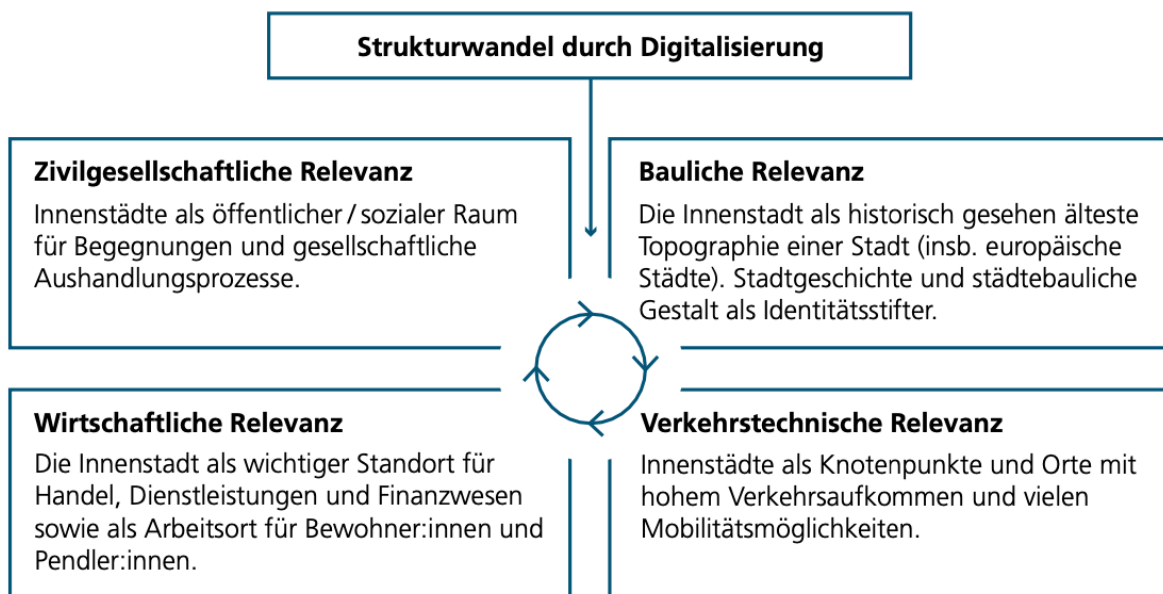 Strukturwandel durch Digitalisierung
Zivilgesellschaftliche Relevanz
Innenstädte als öffentlicher / sozialer Raum
für Begegnungen und gesellschaftliche
Aushandlungsprozesse.
Bauliche Relevanz
Die Innenstadt als historisch gesehen älteste
Topographie einer Stadt (insb. europäische
Städte). Stadtgeschichte und städtebauliche
Gestalt als Identitätsstifter.
Wirtschaftliche Relevanz
Die Innenstadt als wichtiger Standort für
Handel, Dienstleistungen und Finanzwesen
sowie als Arbeitsort für Bewohner:innen und
Pendler:innen.
Verkehrstechnische Relevanz
Innenstädte als Knotenpunkte und Orte mit
hohem Verkehrsaufkommen und vielen
Mobilitätsmöglichkeiten.